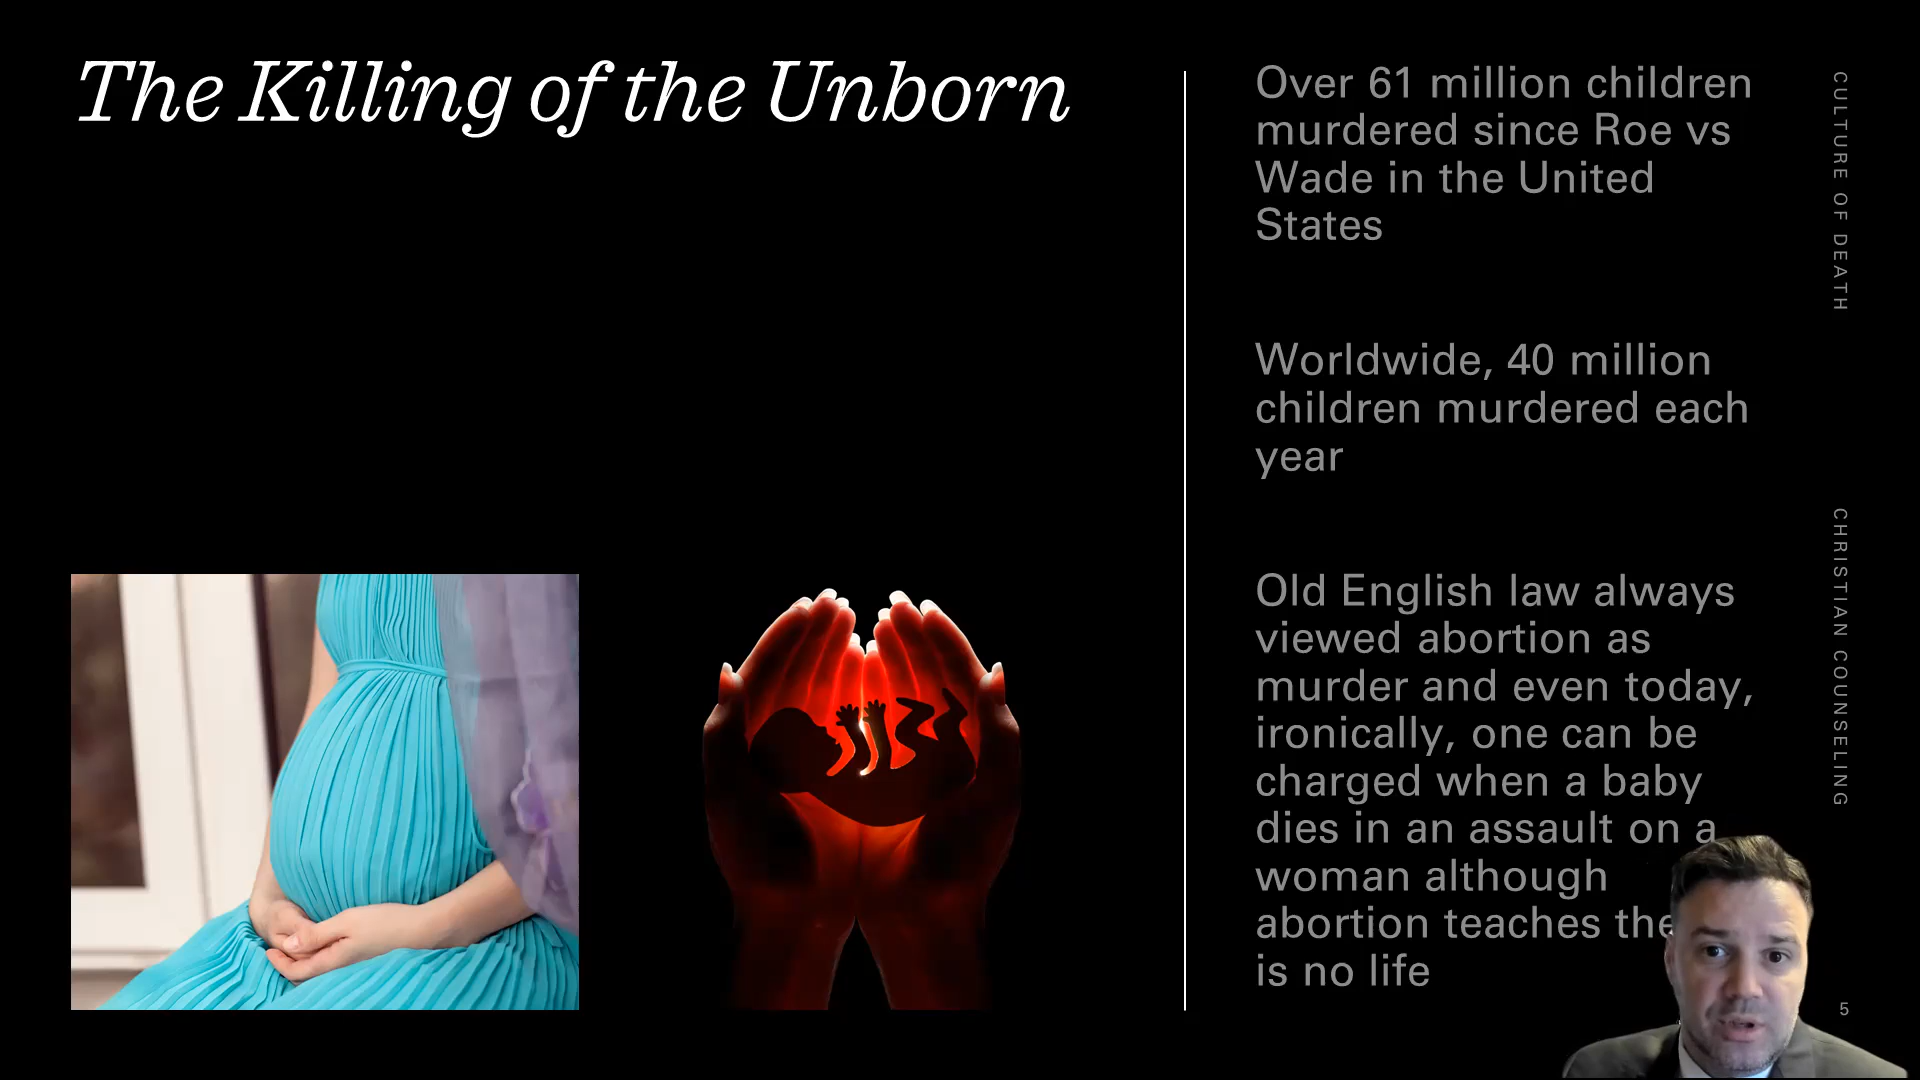 The Killing of the Unborn
Over 61 million children
murdered since Roe vs
Wade in the United
States
Worldwide, 40 million
children murdered each
year
Old English law always
viewed abortion as
murder and even today,
ironically, one can be
charged when a baby
dies in an assault on a
woman although
abortion teaches
is no life
CULTURE OF DEATH
CHRISTIAN COUNSELING
5